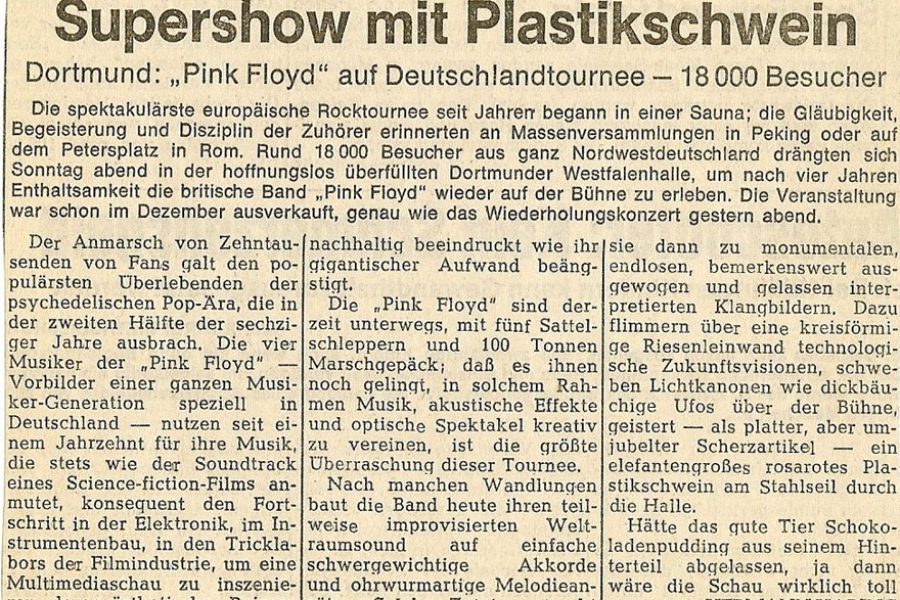 Supershow mit Plastikschwein
Dortmund: „Pink Floyd" auf Deutschlandtournee — 18 000 Besucher
Die spektakulärste europäische Rocktournee seit Jahren begann in einer Sauna; die Gläubigkeit,
Begeisterung und Disziplin der Zuhörer erinnerten an Massenversammlungen in Peking oder auf
dem Petersplatz in Rom. Rund 18 000 Besucher aus ganz Nordwestdeutschland drängten sich
Sonntag abend in der hoffnungslos überfüllten Dortmunder Westfalenhalle, um nach vier Jahren
Enthaltsamkeit die britische Band „Pink Floyd" wieder auf der Bühne zu erleben. Die Veranstaltung
war schon im Dezember ausverkauft, genau wie das Wiederholungskonzert gestern abend.
Der Anmarsch von Zehntau-
senden von Fans galt den po-
pulärsten Überlebenden der
psychedelischen Pop-Ära, die in
der zweiten Hälfte der sechzi-
ger Jahre ausbrach. Die vier
Musiker der „Pink Floyd" —
Vorbilder einer ganzen Musi-
ker-Generation speziell in
Deutschland — nutzen seit ei-
nem Jahrzehnt für ihre Musik,
die stets wie der Soundtrack
eines Science-fiction-Films an-
mutet, konsequent den Fort-
schritt in der Elektronik, im In-
strumentenbau, in den Tricklа-
bors der Filmindustrie, um eine
Multimediaschau zu inszenie-
nachhaltig beeindruckt wie ihr
gigantischer Aufwand beäng-
stigt.
Die „Pink Floyd" sind der-
zeit unterwegs, mit fünf Sattel-
schleppern und 100 Tonnen
Marschgepäck; daß es ihnen
noch gelingt, in solchem Rah-
men Musik, akustische Effekte
und optische Spektakel kreativ
zu vereinen, ist die größte
Überraschung dieser Tournee.
Nach manchen Wandlungen
baut die Band heute ihren teil-
weise improvisierten Welt-
raumsound auf einfache
schwergewichtige Akkorde
und ohrwurmartige Melodiean-
sie dann zu monumentalen,
endlosen, bemerkenswert aus-
gewogen und gelassen inter-
pretierten Klangbildern. Dazu
flimmern über eine kreisförmi-
ge Riesenleinwand technologi-
sche Zukunftsvisionen, schwe-
ben Lichtkanonen wie dickbäu-
chige Ufos über der Bühne,
geistert — als platter, aber um-
jubelter Scherzartikel — ein
elefantengroßes rosarotes Pla-
stikschwein am Stahlseil durch
die Halle.
Hätte das gute Tier Schoko-
ladenpudding aus seinem Hin-
terteil abgelassen, ja dann
wäre die Schau wirklich toll